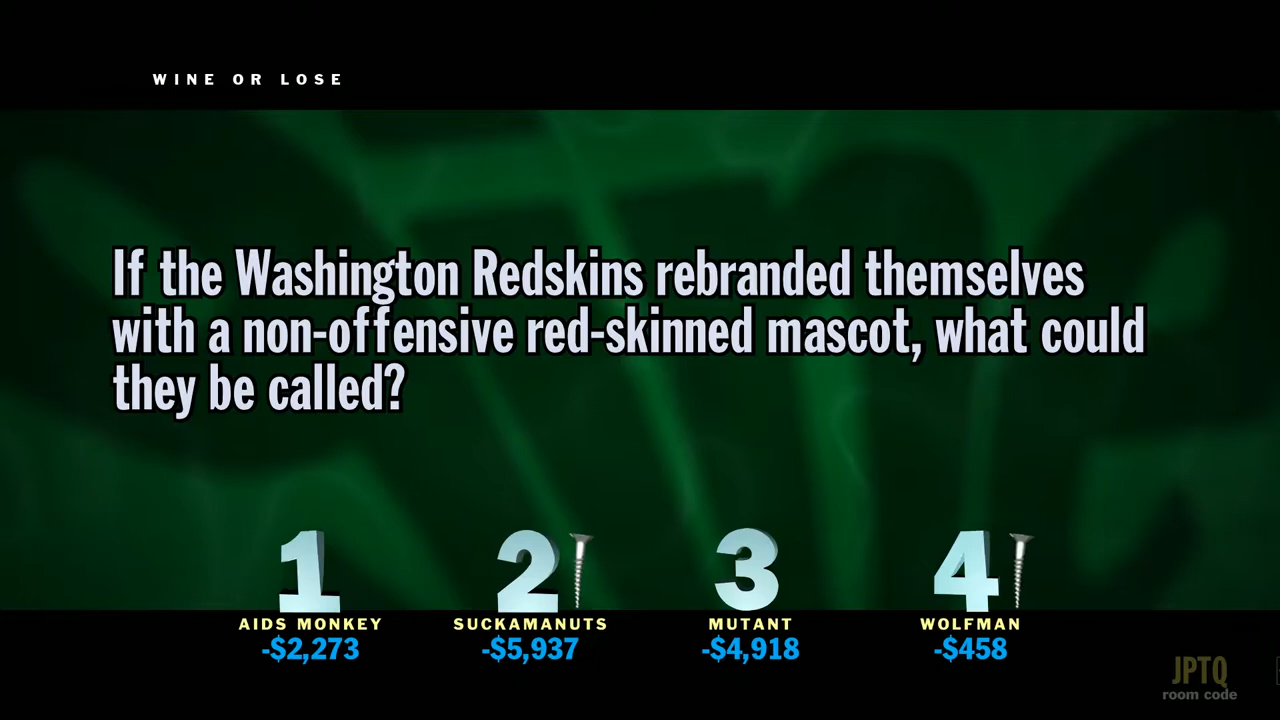 WINE OR LOSE
If the Washington Redskins rebranded themselves
with a non-offensive red-skinned mascot, what could
they be called?
1 2 3 4
AIDS MONKEY SUCKAMANUTS MUTANT WOLFMAN
-$2,273 -$5,937 -$4,918 -$458
JPTQ
room code